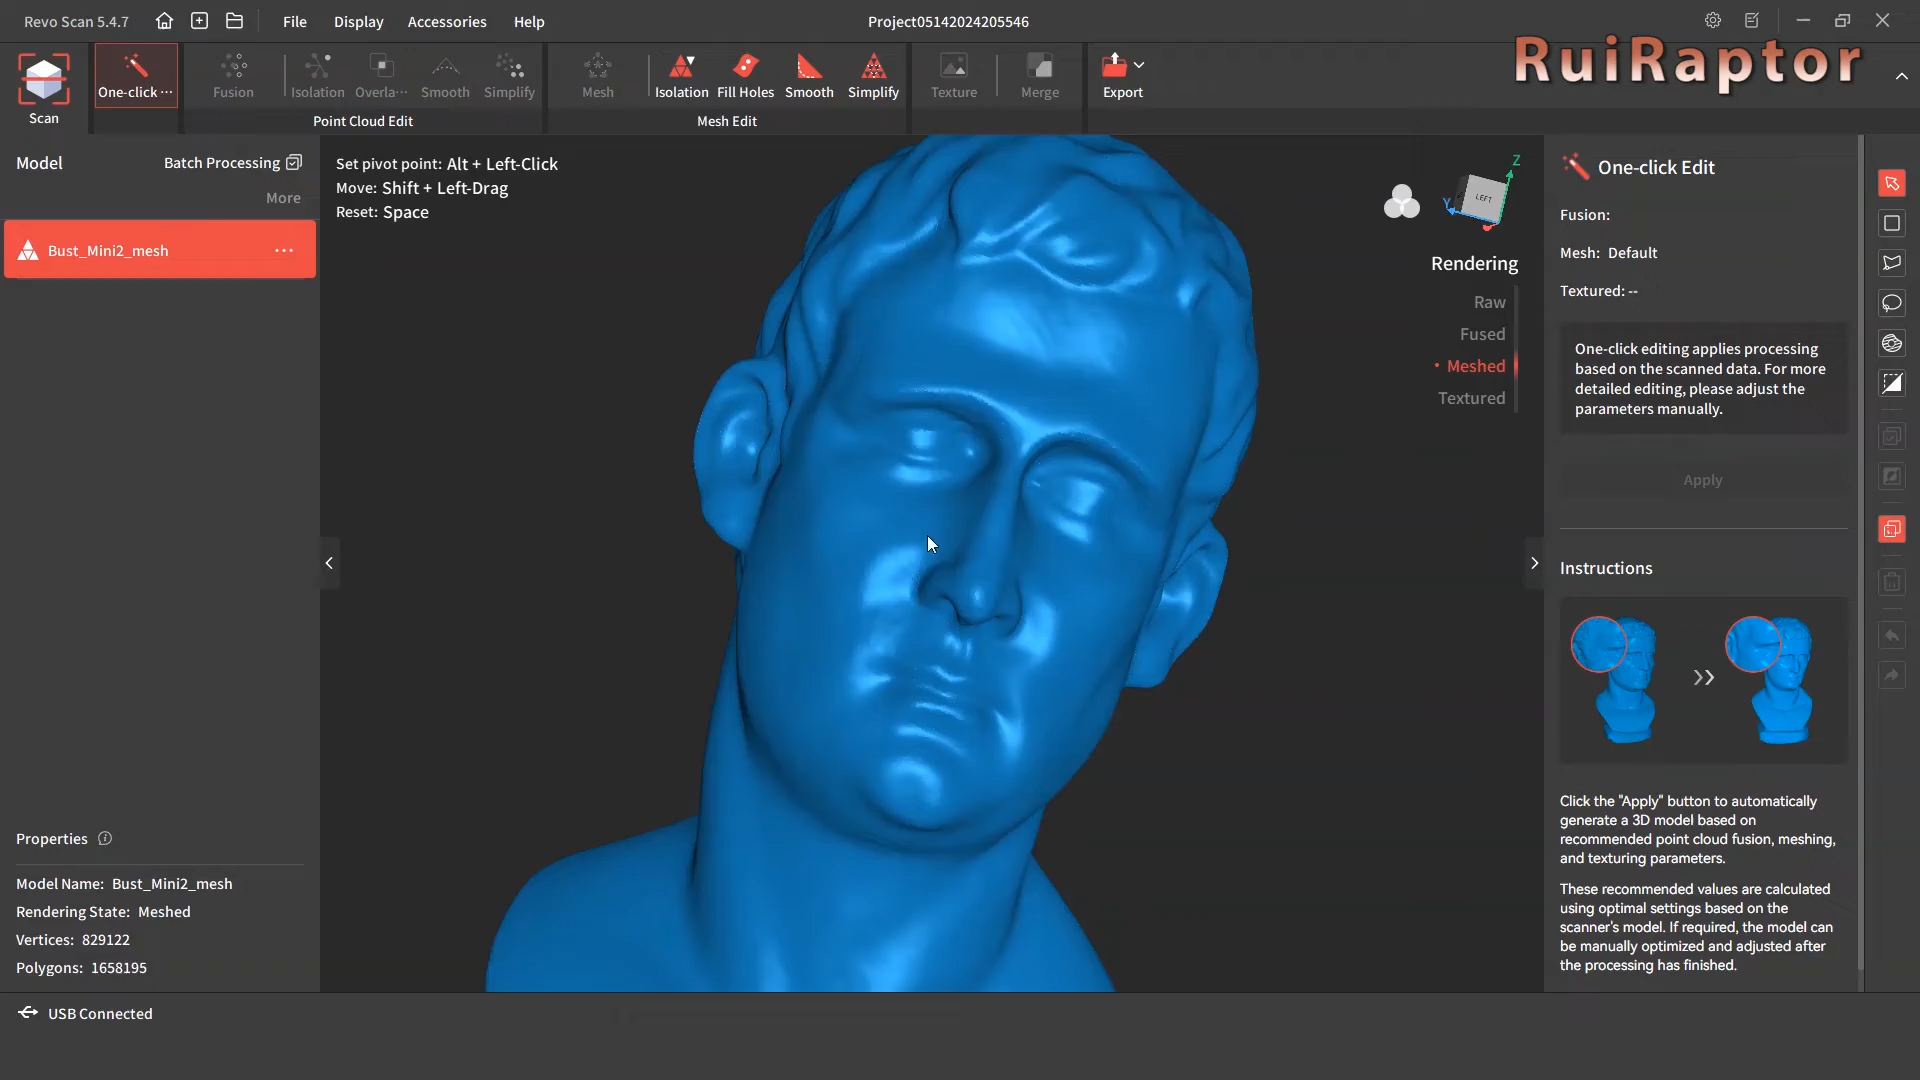 Revo Scan 5.4.7
File
Display
Accessories
Help
Project05142024205546
RuiRaptor
Scan
One-click ···
Fusion
Isolation
Overla···
Smooth
Simplify
Point Cloud Edit
Mesh
Isolation
Fill Holes
Smooth
Simplify
Mesh Edit
Texture
Merge
Export
Model
Batch Processing
More
Bust_Mini2_mesh
Set pivot point: Alt + Left-Click
Move: Shift + Left-Drag
Reset: Space
Z
Y
LEFT
Rendering
Raw
Fused
• Meshed
Textured
One-click Edit
Fusion:
Mesh: Default
Textured: --
One-click editing applies processing
based on the scanned data. For more
detailed editing, please adjust the
parameters manually.
Apply
Instructions
Click the "Apply" button to automatically
generate a 3D model based on
recommended point cloud fusion, meshing,
and texturing parameters.
These recommended values are calculated
using optimal settings based on the
scanner's model. If required, the model can
be manually optimized and adjusted after
the processing has finished.
Properties
Model Name: Bust_Mini2_mesh
Rendering State: Meshed
Vertices: 829122
Polygons: 1658195
USB Connected